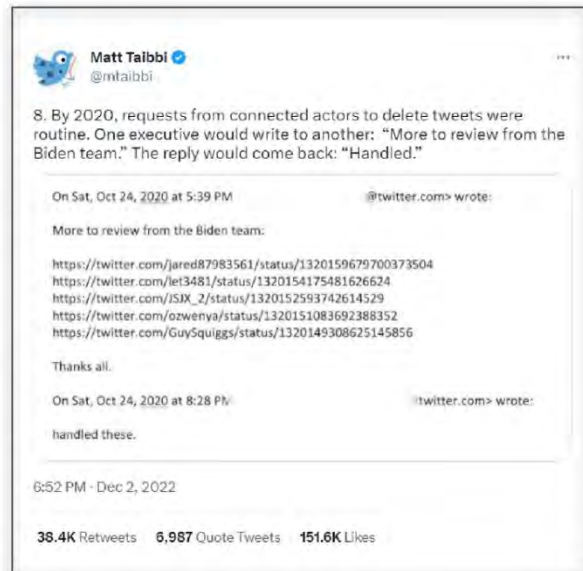 Matt Taibbi
@mtaibbi
8. By 2020, requests from connected actors to delete tweets were
routine. One executive would write to another: “More to review from the
Biden team.” The reply would come back: “Handled.”
On Sat, Oct 24, 2020 at 5:39 PM @twitter.com> wrote:
More to review from the Biden team:
https://twitter.com/jared87983561/status/1320159679700373504
https://twitter.com/let3481/status/1320154175481626624
https://twitter.com/JSJX_2/status/1320152593742614529
https://twitter.com/ozwenya/status/1320151083692388352
https://twitter.com/GuySquiggs/status/1320149308625145856
Thanks all.
On Sat, Oct 24, 2020 at 8:28 PM twitter.com> wrote:
handled these.
6:52 PM · Dec 2, 2022
38.4K Retweets 6,987 Quote Tweets 151.6K Likes